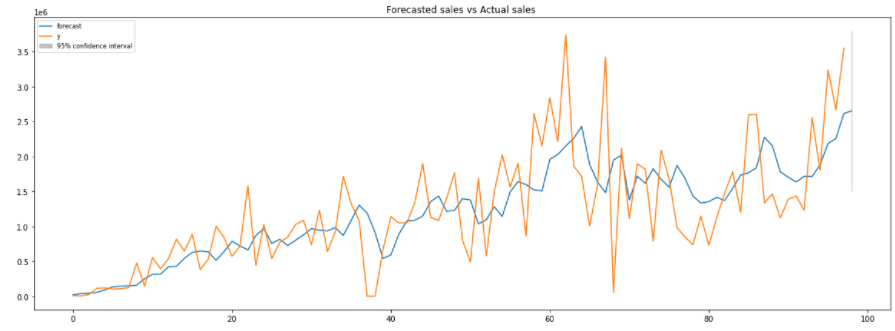 Forecasted sales vs Actual sales
1e6
forecast
y
95% confidence interval
3.5
3.0
2.5
2.0
1.5
1.0
0.5
0.0
0 20 40 60 80 100